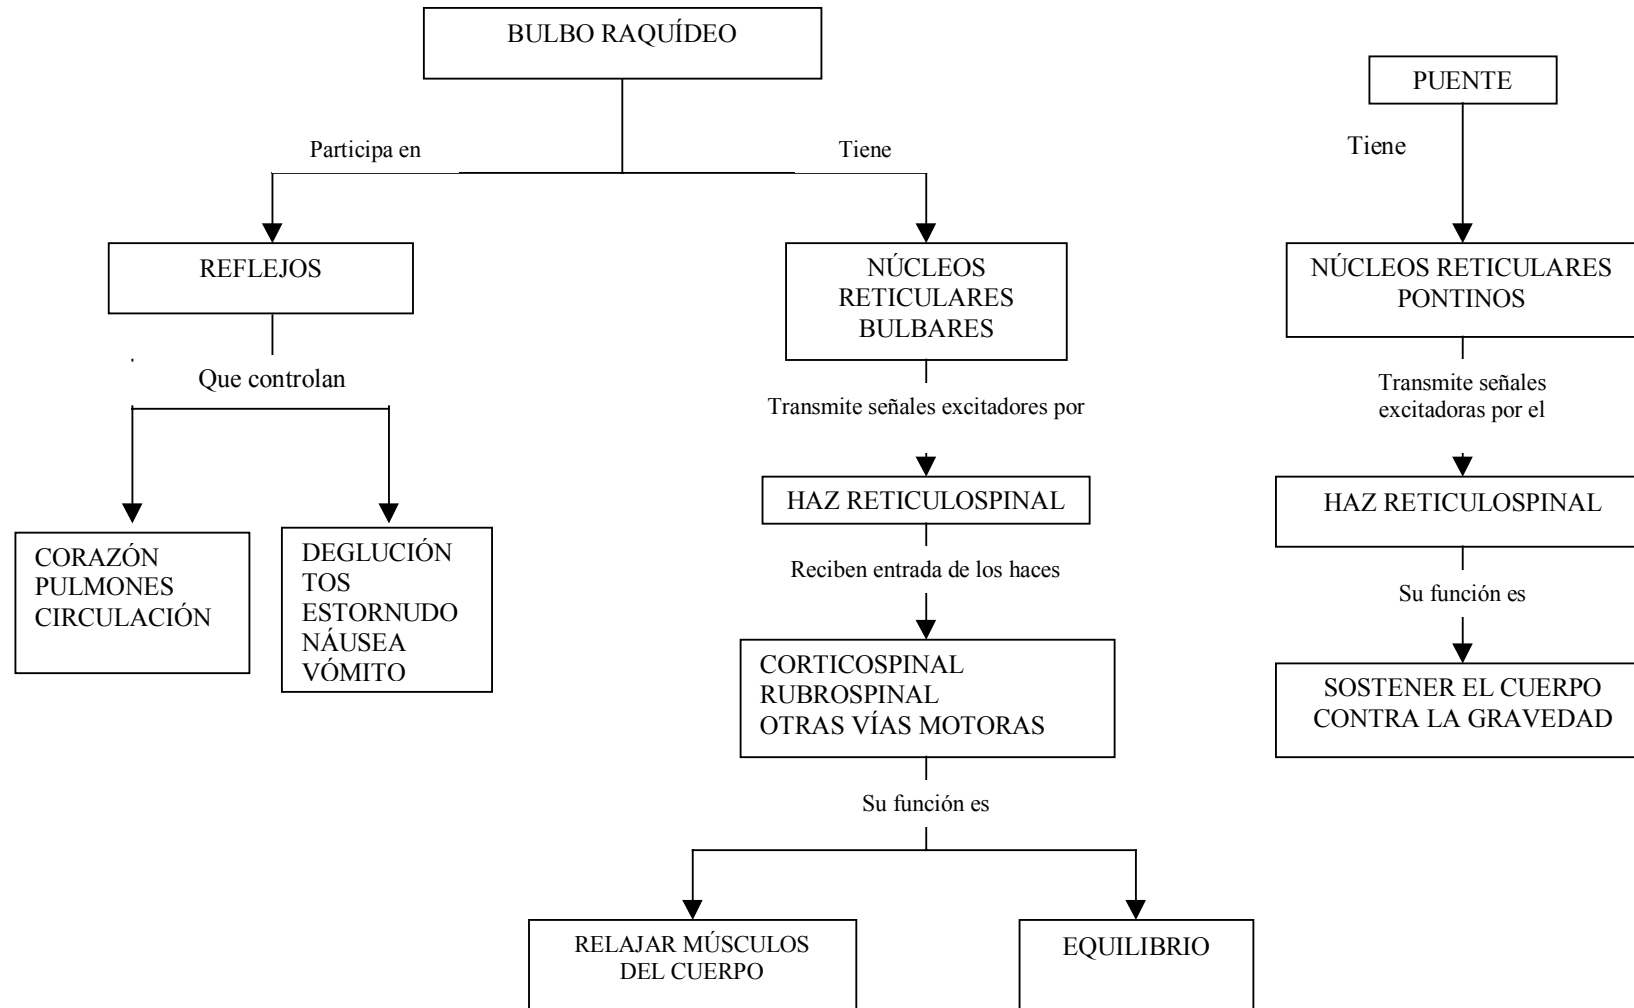 BULBO RAQUÍDEO
Participa en
Tiene
REFLEJOS
Que controlan
CORAZÓN
PULMONES
CIRCULACIÓN
DEGLUCIÓN
TOS
ESTORNUDO
NÁUSEA
VÓMITO
NÚCLEOS
RETICULARES
BULBARES
Transmite señales excitadores por
HAZ RETICULOSPINAL
Reciben entrada de los haces
CORTICOSPINAL
RUBROSPINAL
OTRAS VÍAS MOTORAS
Su función es
RELAJAR MÚSCULOS
DEL CUERPO
EQUILIBRIO
PUENTE
Tiene
NÚCLEOS RETICULARES
PONTINOS
Transmite señales
excitadoras por el
HAZ RETICULOSPINAL
Su función es
SOSTENER EL CUERPO
CONTRA LA GRAVEDAD